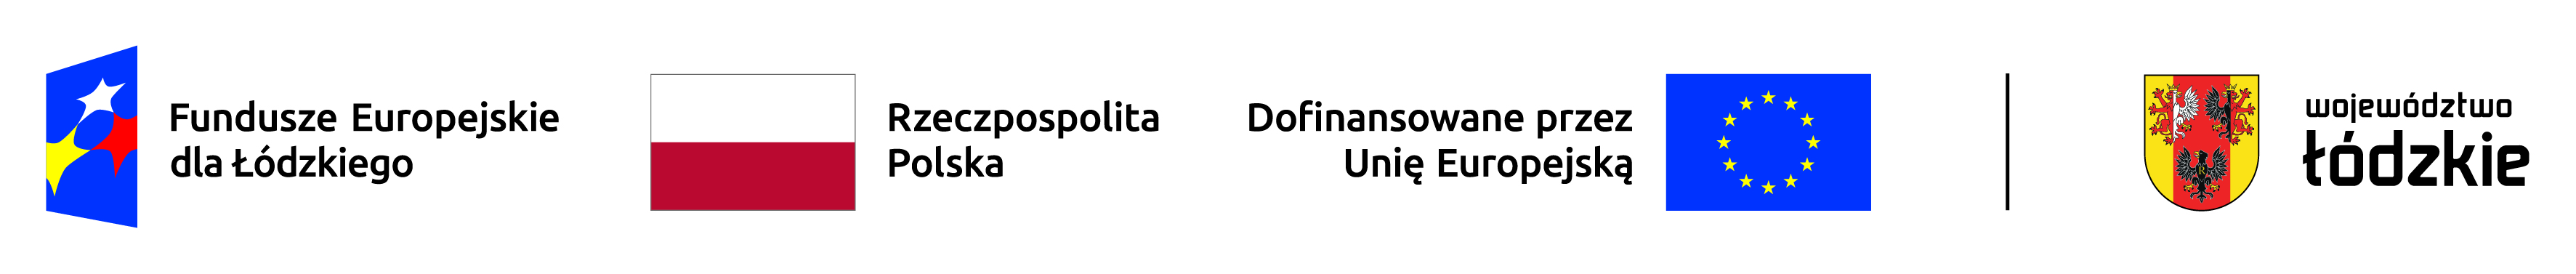 Fundusze Europejskie
dla Łódzkiego
Rzeczpospolita
Polska
Dofinansowane przez
Unię Europejską
województwo
łódzkie